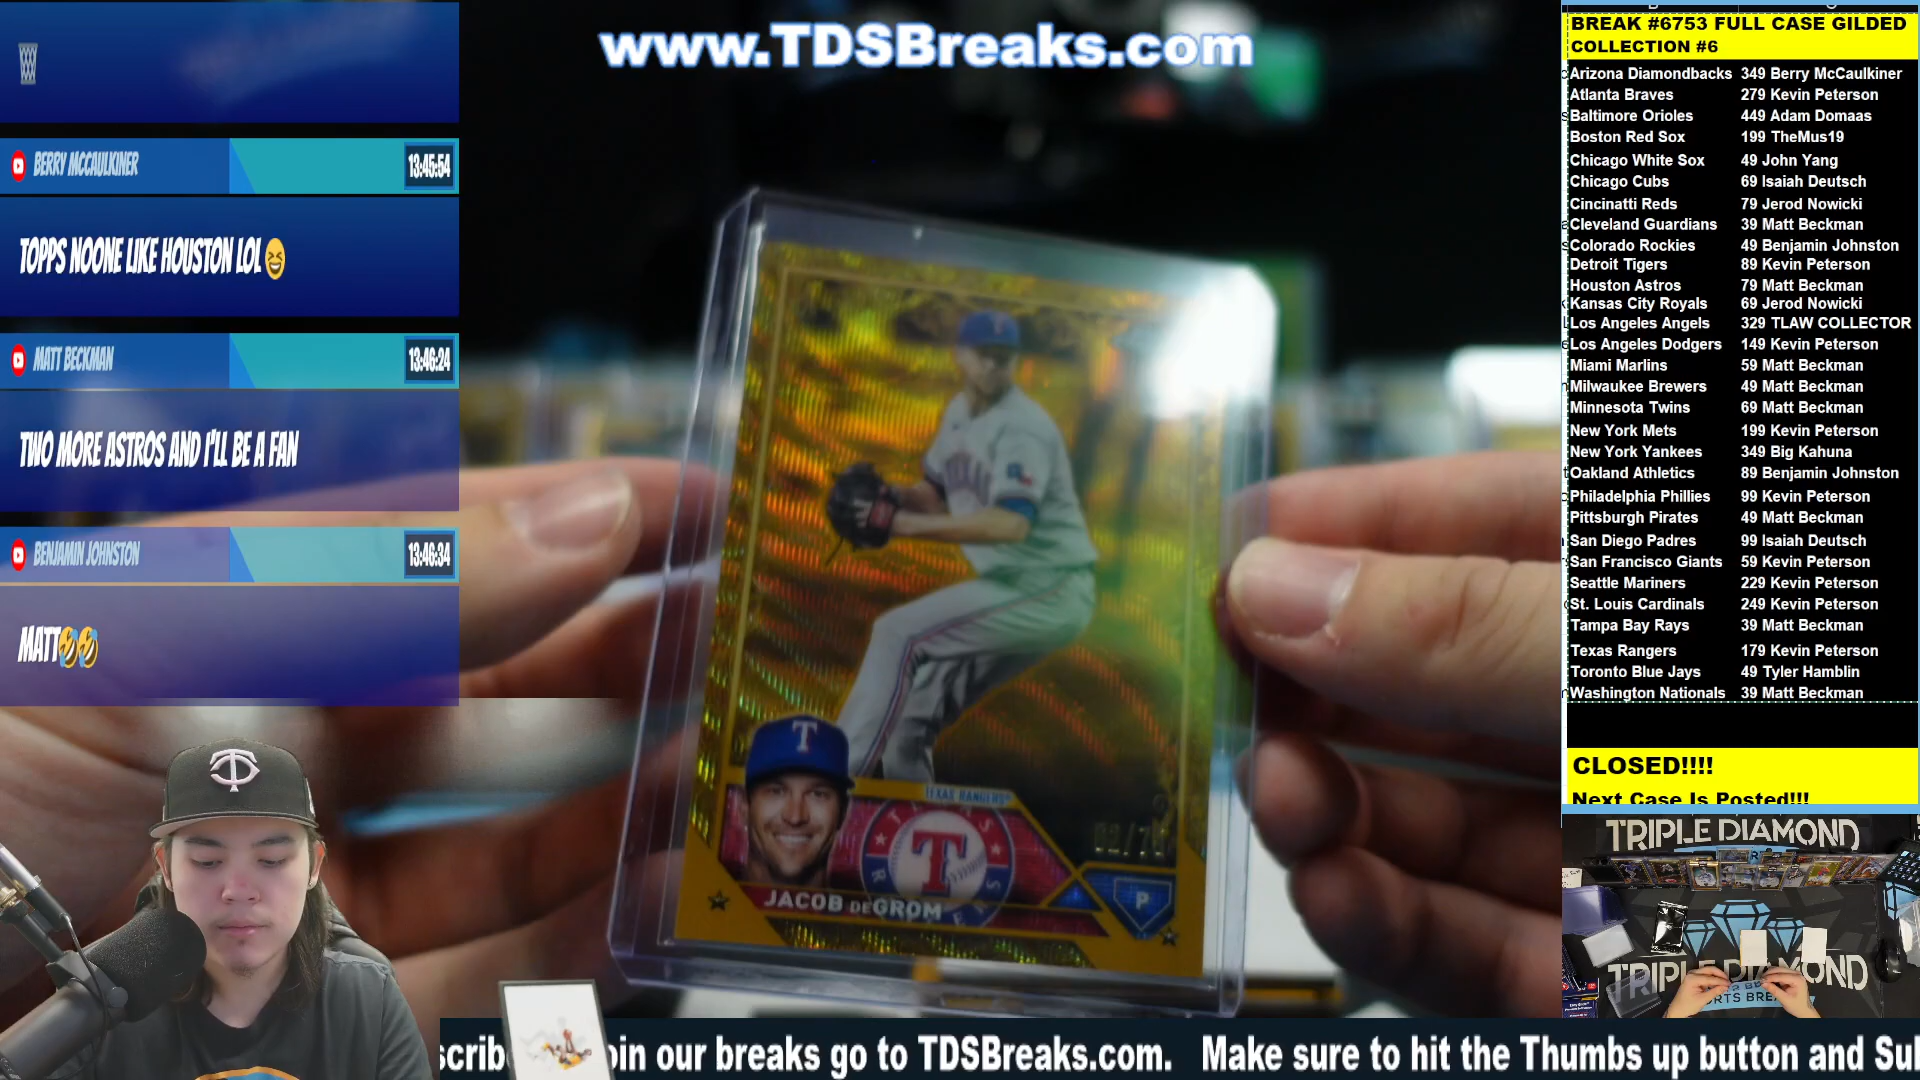 www.TDSBreaks.com
BERRY MCCAULKINER
13:45:54
TOPPS NOONE LIKE HOUSTON LOL😆
MATT BECKMAN
13:46:24
TWO MORE ASTROS AND I'LL BE A FAN
BENJAMIN JOHNSTON
13:46:34
MATT🤣🤣
TEXAS RANGERS
T
JACOB DEGROM
P
BREAK #6753 FULL CASE GILDED
COLLECTION #6
Arizona Diamondbacks 349 Berry McCaulkiner
Atlanta Braves 279 Kevin Peterson
Baltimore Orioles 449 Adam Domaas
Boston Red Sox 199 TheMus19
Chicago White Sox 49 John Yang
Chicago Cubs 69 Isaiah Deutsch
Cincinatti Reds 79 Jerod Nowicki
Cleveland Guardians 39 Matt Beckman
Colorado Rockies 49 Benjamin Johnston
Detroit Tigers 89 Kevin Peterson
Houston Astros 79 Matt Beckman
Kansas City Royals 69 Jerod Nowicki
Los Angeles Angels 329 TLAW COLLECTOR
Los Angeles Dodgers 149 Kevin Peterson
Miami Marlins 59 Matt Beckman
Milwaukee Brewers 49 Matt Beckman
Minnesota Twins 69 Matt Beckman
New York Mets 199 Kevin Peterson
New York Yankees 349 Big Kahuna
Oakland Athletics 89 Benjamin Johnston
Philadelphia Phillies 99 Kevin Peterson
Pittsburgh Pirates 49 Matt Beckman
San Diego Padres 99 Isaiah Deutsch
San Francisco Giants 59 Kevin Peterson
Seattle Mariners 229 Kevin Peterson
St. Louis Cardinals 249 Kevin Peterson
Tampa Bay Rays 39 Matt Beckman
Texas Rangers 179 Kevin Peterson
Toronto Blue Jays 49 Tyler Hamblin
Washington Nationals 39 Matt Beckman
CLOSED!!!!
Next Case Is Posted!!!
TRIPLE DIAMOND
TRIPLE DIAMOND
TC
scrib oin our breaks go to TDSBreaks.com. Make sure to hit the Thumbs up button and Sul